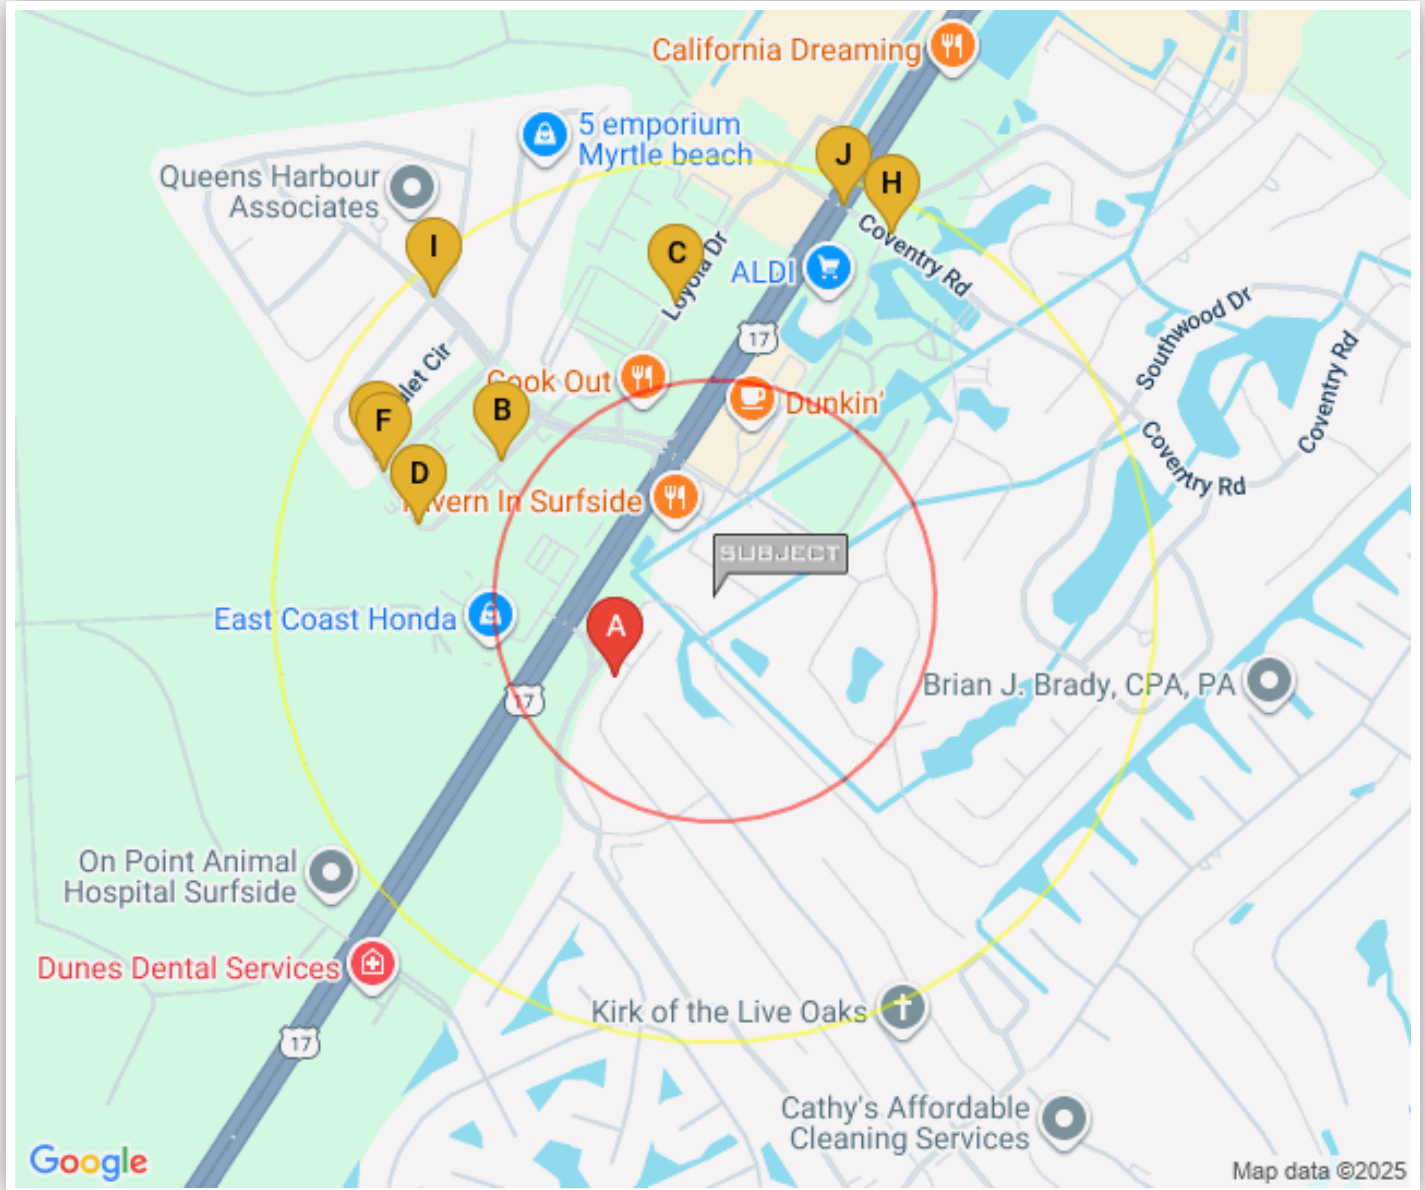 California Dreaming
5 emporium
Myrtle beach
J
H
Queens Harbour
Associates
I
C
Loyola Dr
Coventry Rd
ALDI
Southwood Dr
17
Coventry Rd
Cook Out
Dunkin'
B
F
D
Coventry Rd
Surfside
In
SUBJECT
East Coast Honda
A
17
Brian J. Brady, CPA, PA
On Point Animal
Hospital Surfside
Dunes Dental Services
Kirk of the Live Oaks
17
Cathy's Affordable
Cleaning Services
Google
Map data ©2025